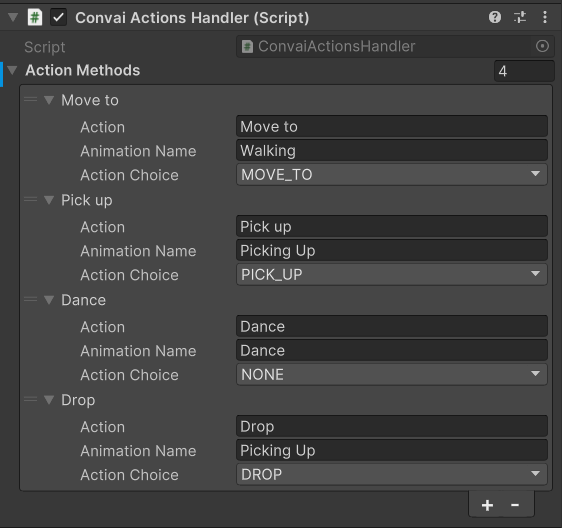 Convai Actions Handler (Script)
Script ConvaiActionsHandler
Action Methods 4
Move to
Action Move to
Animation Name Walking
Action Choice MOVE_TO
Pick up
Action Pick up
Animation Name Picking Up
Action Choice PICK_UP
Dance
Action Dance
Animation Name Dance
Action Choice NONE
Drop
Action Drop
Animation Name Picking Up
Action Choice DROP
+ -